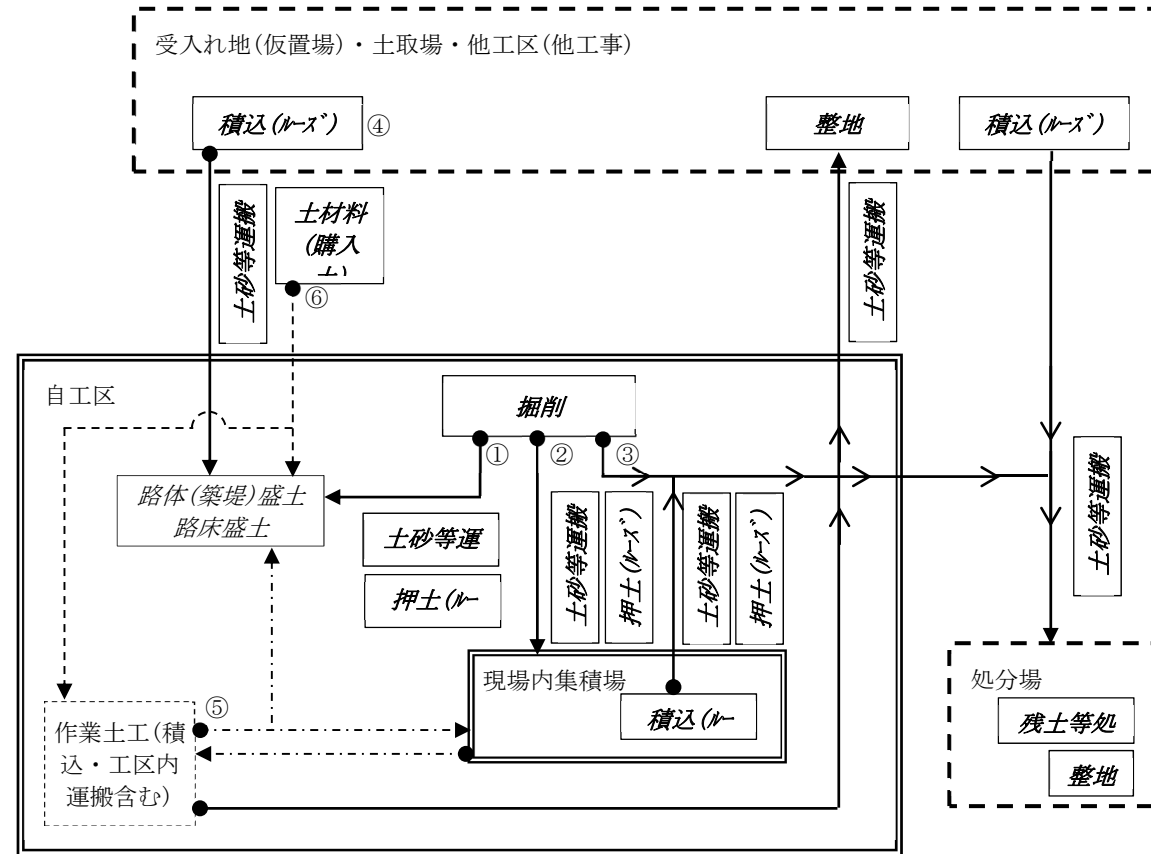 受入れ地(仮置場)・土取場・他工区(他工事)
積込(ﾙｰｽﾞ)
④
整地
積込(ﾙｰｽﾞ)
土砂等運搬
土材料
(購入
土)
⑥
土砂等運搬
自工区
掘削
①
②
③
路体(築堤)盛土
路床盛土
土砂等運
押土(ﾙｰ
土砂等運搬
押土(ﾙｰｽﾞ)
土砂等運搬
押土(ﾙｰｽﾞ)
土砂等運搬
現場内集積場
積込(ﾙｰ
処分場
残土等処
整地
⑤
作業土工(積
込・工区内
運搬含む)